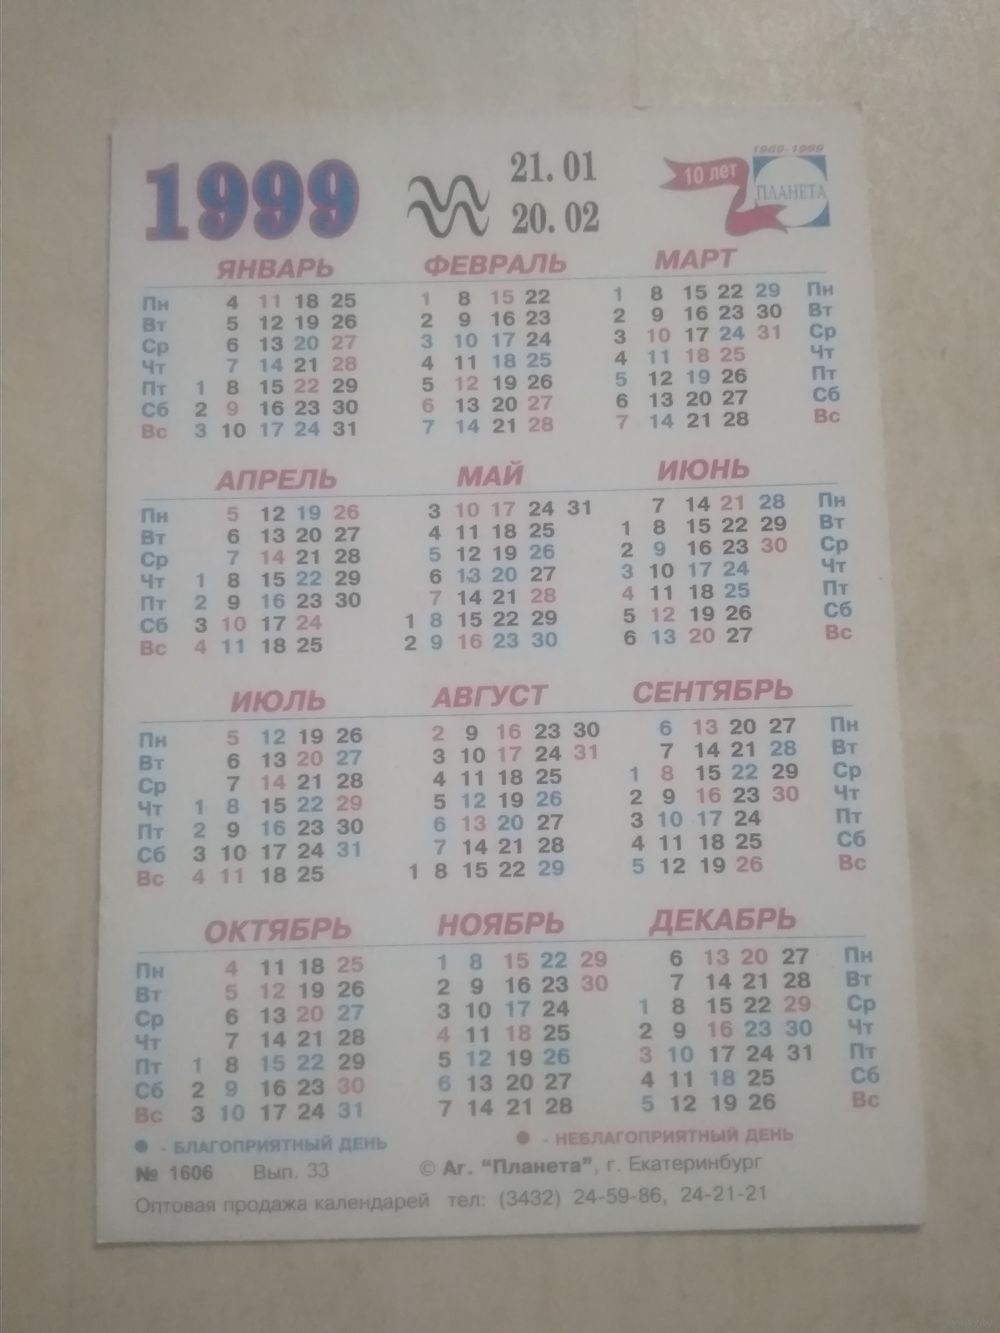 1999 21.01 1989-1999
20.02 10 лет ПЛАНЕТА
ЯНВАРЬ ФЕВРАЛЬ МАРТ
Пн 4 11 18 25 1 8 15 22 1 8 15 22 29 Пн
Вт 5 12 19 26 2 9 16 23 2 9 16 23 30 Вт
Ср 6 13 20 27 3 10 17 24 3 10 17 24 31 Ср
Чт 7 14 21 28 4 11 18 25 4 11 18 25 Чт
Пт 1 8 15 22 29 5 12 19 26 5 12 19 26 Пт
Сб 2 9 16 23 30 6 13 20 27 6 13 20 27 Сб
Вс 3 10 17 24 31 7 14 21 28 7 14 21 28 Вс
АПРЕЛЬ МАЙ ИЮНЬ
Пн 5 12 19 26 3 10 17 24 31 7 14 21 28 Пн
Вт 6 13 20 27 4 11 18 25 1 8 15 22 29 Вт
Ср 7 14 21 28 5 12 19 26 2 9 16 23 30 Ср
Чт 1 8 15 22 29 6 13 20 27 3 10 17 24 Чт
Пт 2 9 16 23 30 7 14 21 28 4 11 18 25 Пт
Сб 3 10 17 24 1 8 15 22 29 5 12 19 26 Сб
Вс 4 11 18 25 2 9 16 23 30 6 13 20 27 Вс
ИЮЛЬ АВГУСТ СЕНТЯБРЬ
Пн 5 12 19 26 2 9 16 23 30 6 13 20 27 Пн
Вт 6 13 20 27 3 10 17 24 31 7 14 21 28 Вт
Ср 7 14 21 28 4 11 18 25 1 8 15 22 29 Ср
Чт 1 8 15 22 29 5 12 19 26 2 9 16 23 30 Чт
Пт 2 9 16 23 30 6 13 20 27 3 10 17 24 Пт
Сб 3 10 17 24 31 7 14 21 28 4 11 18 25 Сб
Вс 4 11 18 25 1 8 15 22 29 5 12 19 26 Вс
ОКТЯБРЬ НОЯБРЬ ДЕКАБРЬ
Пн 4 11 18 25 1 8 15 22 29 6 13 20 27 Пн
Вт 5 12 19 26 2 9 16 23 30 7 14 21 28 Вт
Ср 6 13 20 27 3 10 17 24 1 8 15 22 29 Ср
Чт 7 14 21 28 4 11 18 25 2 9 16 23 30 Чт
Пт 1 8 15 22 29 5 12 19 26 3 10 17 24 31 Пт
Сб 2 9 16 23 30 6 13 20 27 4 11 18 25 Сб
Вс 3 10 17 24 31 7 14 21 28 5 12 19 26 Вс
● - БЛАГОПРИЯТНЫЙ ДЕНЬ ● - НЕБЛАГОПРИЯТНЫЙ ДЕНЬ
№ 1606 Вып. 33 © Аг. “Планета”, г. Екатеринбург
Оптовая продажа календарей тел: (3432) 24-59-86, 24-21-21